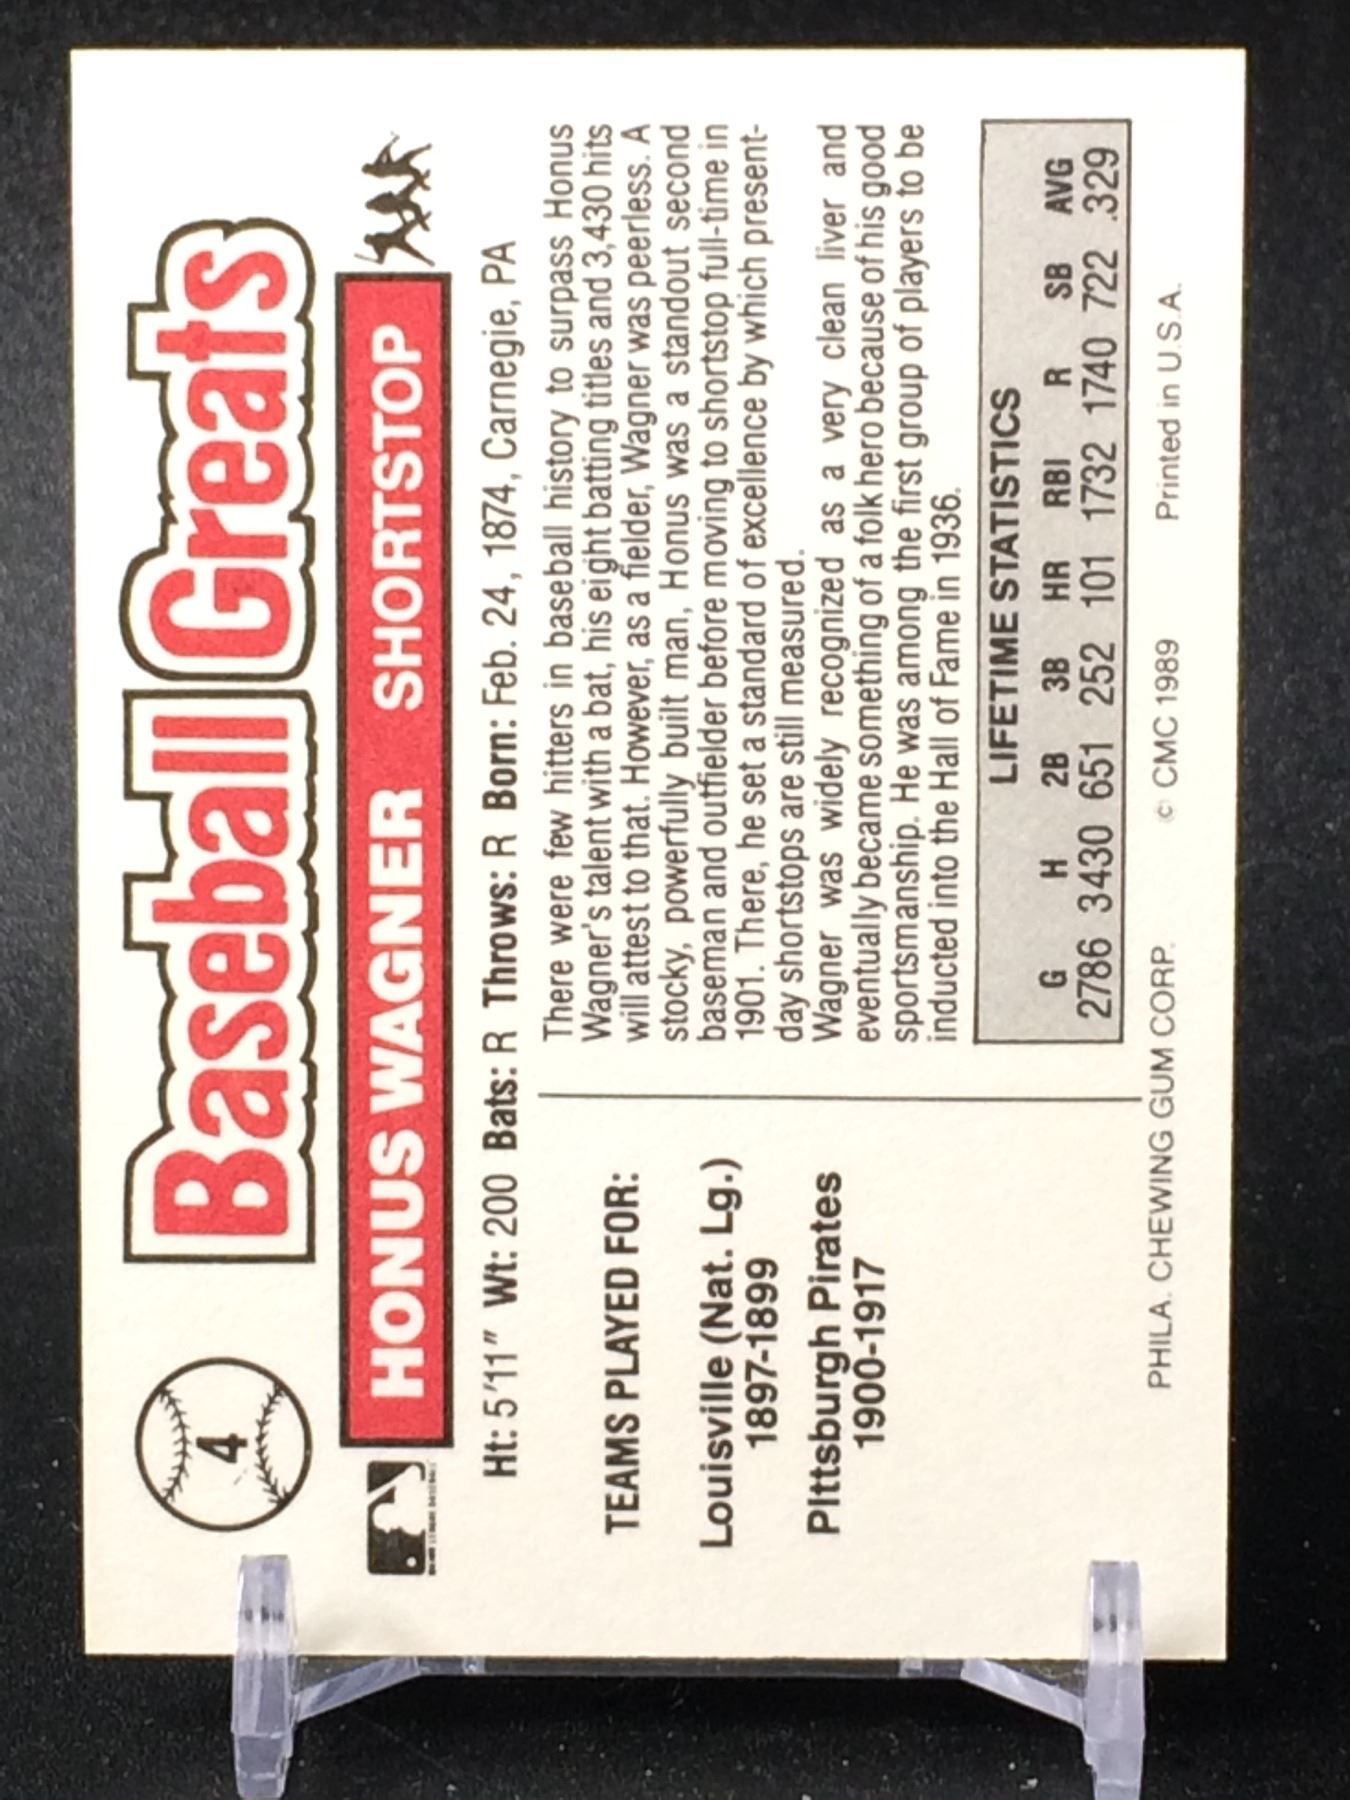 4
Baseball Greats
HONUS WAGNER SHORTSTOP
Ht: 5'11" Wt: 200 Bats: R Throws: R Born: Feb. 24, 1874, Carnegie, PA
TEAMS PLAYED FOR:
Louisville (Nat. Lg.)
1897-1899
PIttsburgh Pirates
1900-1917
There were few hitters in baseball history to surpass Honus
Wagner's talent with a bat, his eight batting titles and 3,430 hits
will attest to that. However, as a fielder, Wagner was peerless. A
stocky, powerfully built man, Honus was a standout second
baseman and outfielder before moving to shortstop full-time in
1901. There, he set a standard of excellence by which present-
day shortstops are still measured.
Wagner was widely recognized as a very clean liver and
eventually became something of a folk hero because of his good
sportsmanship. He was among the first group of players to be
inducted into the Hall of Fame in 1936.
LIFETIME STATISTICS
G H 2B 3B HR RBI R SB AVG
2786 3430 651 252 101 1732 1740 722 .329
PHILA. CHEWING GUM CORP. © CMC 1989 Printed in U.S.A.